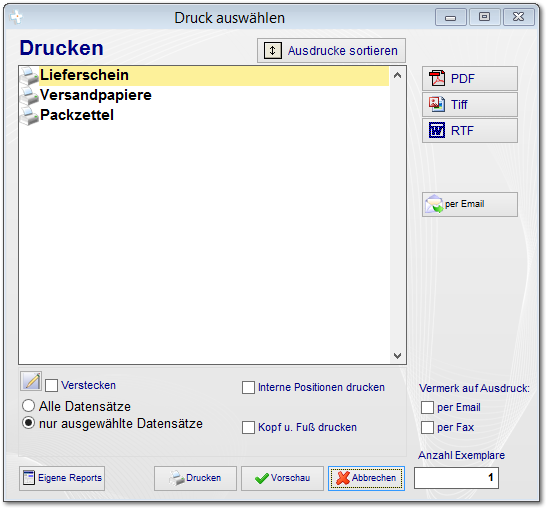 Druck auswählen
Drucken
Ausdrucke sortieren
Lieferschein
Versandpapiere
Packzettel
PDF
Tiff
RTF
per Email
Verstecken
Interne Positionen drucken
Vermerk auf Ausdruck:
Alle Datensätze
per Email
nur ausgewählte Datensätze
Kopf u. Fuß drucken
per Fax
Anzahl Exemplare
Eigene Reports
Drucken
Vorschau
Abbrechen
1